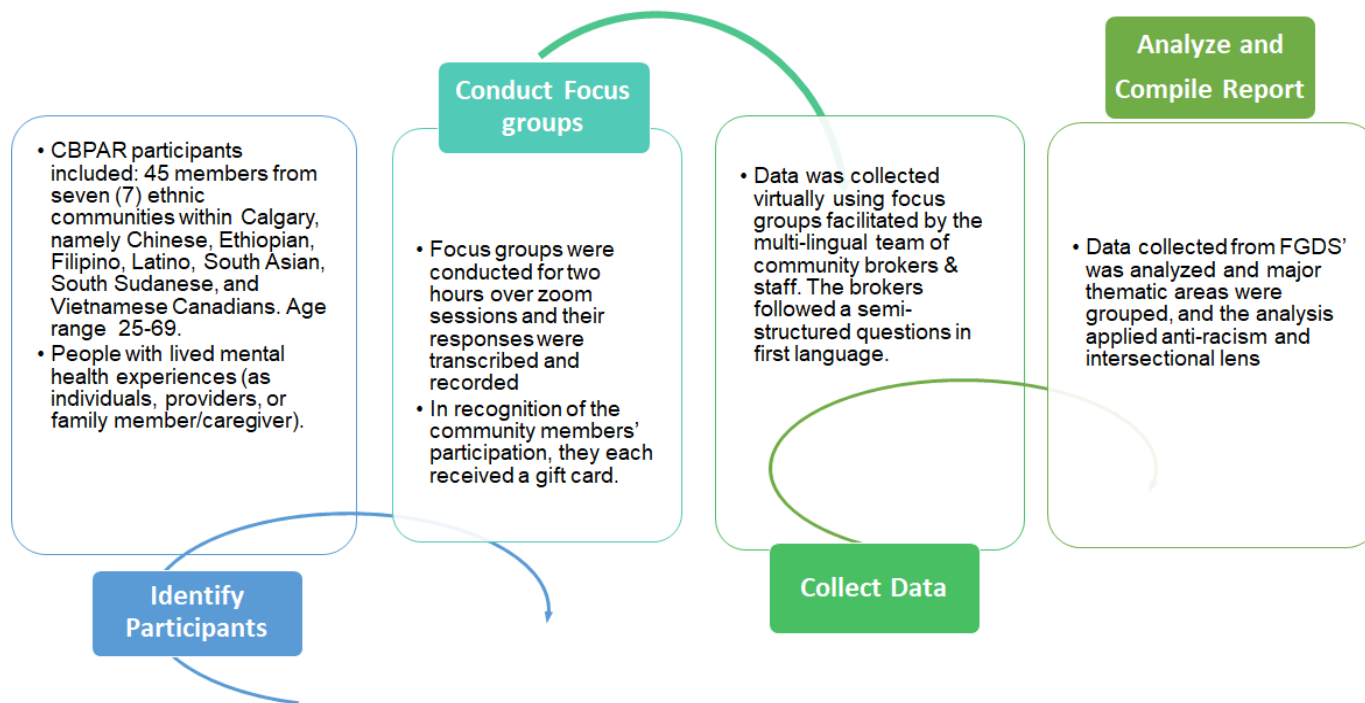 • CBPAR participants
included: 45 members from
seven (7) ethnic
communities within Calgary,
namely Chinese, Ethiopian,
Filipino, Latino, South Asian,
South Sudanese, and
Vietnamese Canadians. Age
range  25-69.
• People with lived mental
health experiences (as
individuals, providers, or
family member/caregiver).
Identify
Participants
Conduct Focus
groups
• Focus groups were
conducted for two
hours over zoom
sessions and their
responses were
transcribed and
recorded
• In recognition of the
community members’
participation, they each
received a gift card.
• Data was collected
virtually using focus
groups facilitated by the
multi-lingual team of
community brokers &
staff. The brokers
followed a semi-
structured questions in
first language.
Collect Data
Analyze and
Compile Report
• Data collected from FGDS’
was analyzed and major
thematic areas were
grouped, and the analysis
applied anti-racism and
intersectional lens